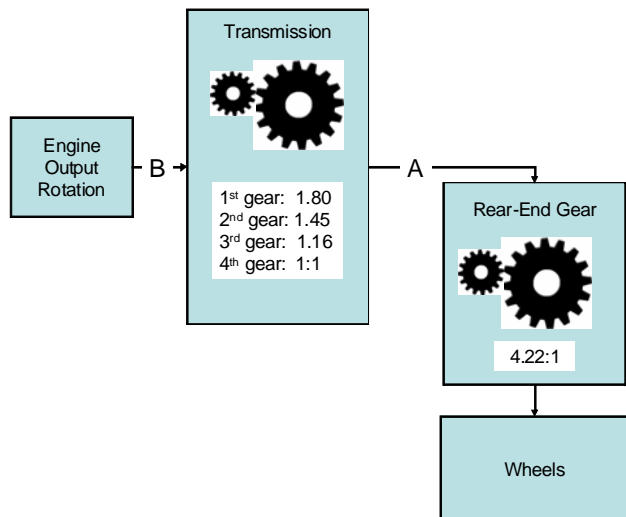 Transmission
Engine
Output
Rotation
B
A
1st gear: 1.80
2nd gear: 1.45
3rd gear: 1.16
4th gear: 1:1
Rear-End Gear
4.22:1
Wheels